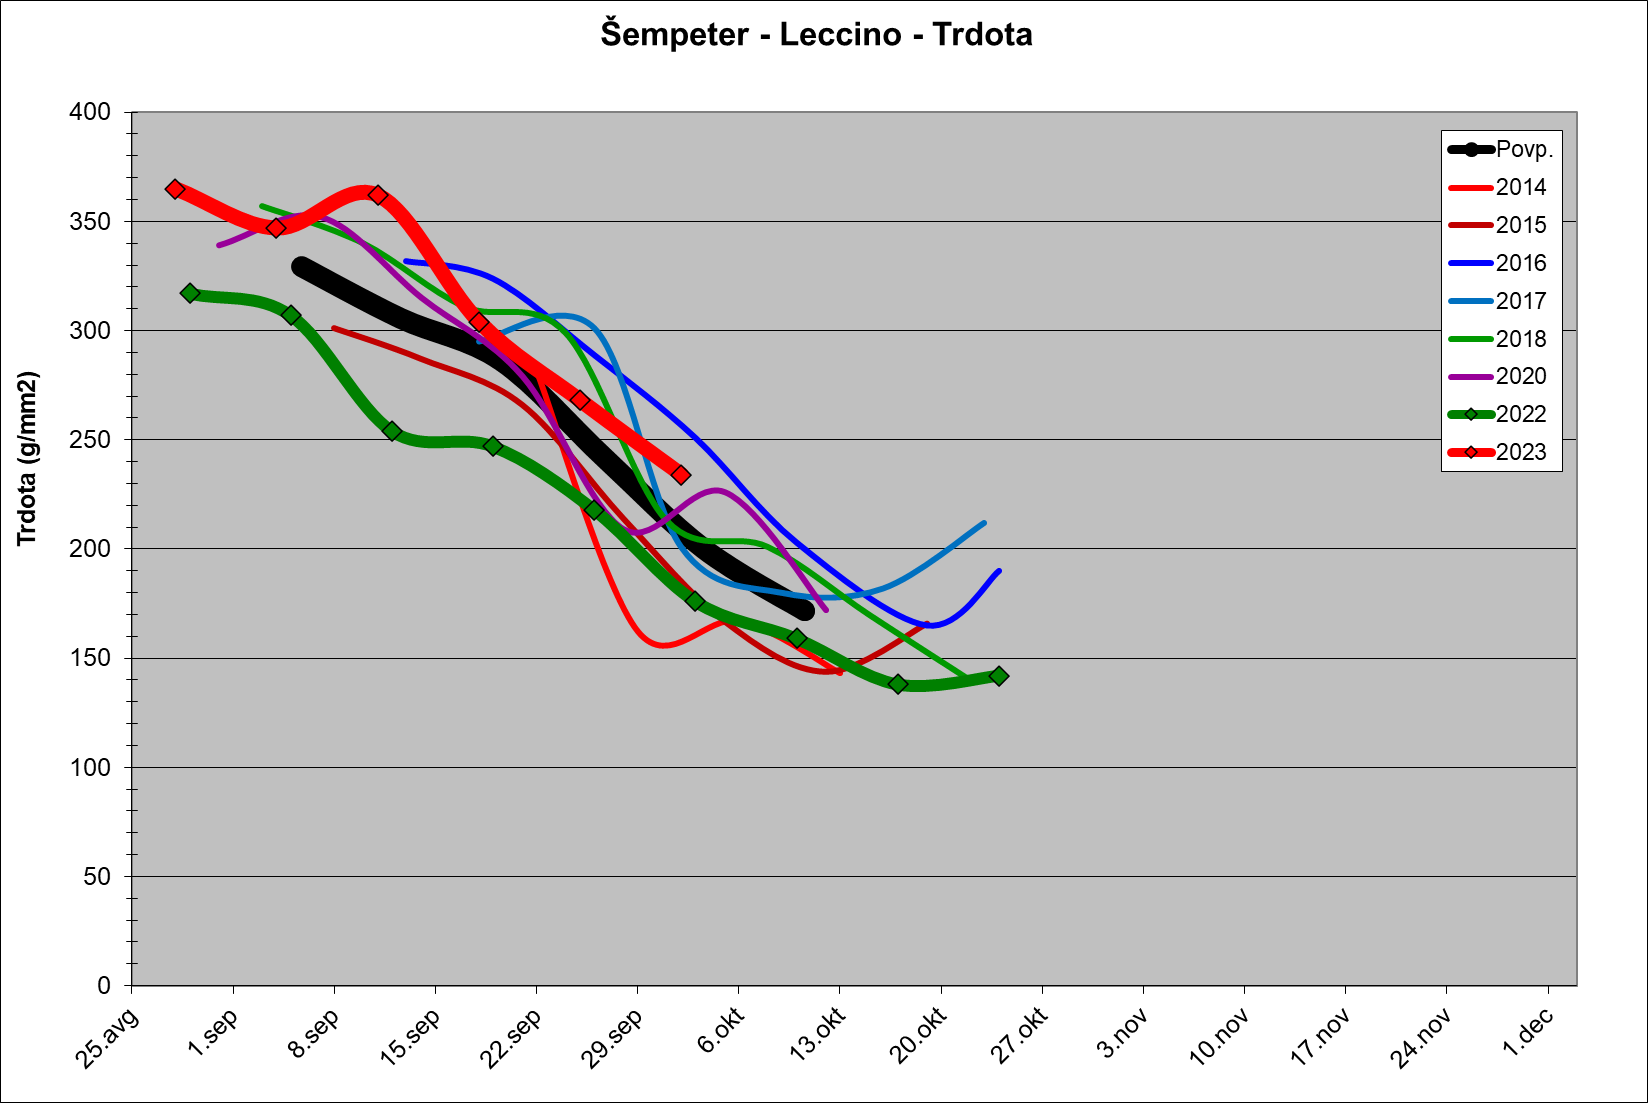 Šempeter - Leccino - Trdota
Trdota (g/mm2)
400
350
300
250
200
150
100
50
0
25.avg
1.sep
8.sep
15.sep
22.sep
29.sep
6.okt
13.okt
20.okt
27.okt
3.nov
10.nov
17.nov
24.nov
1.dec
Povp.
2014
2015
2016
2017
2018
2020
2022
2023